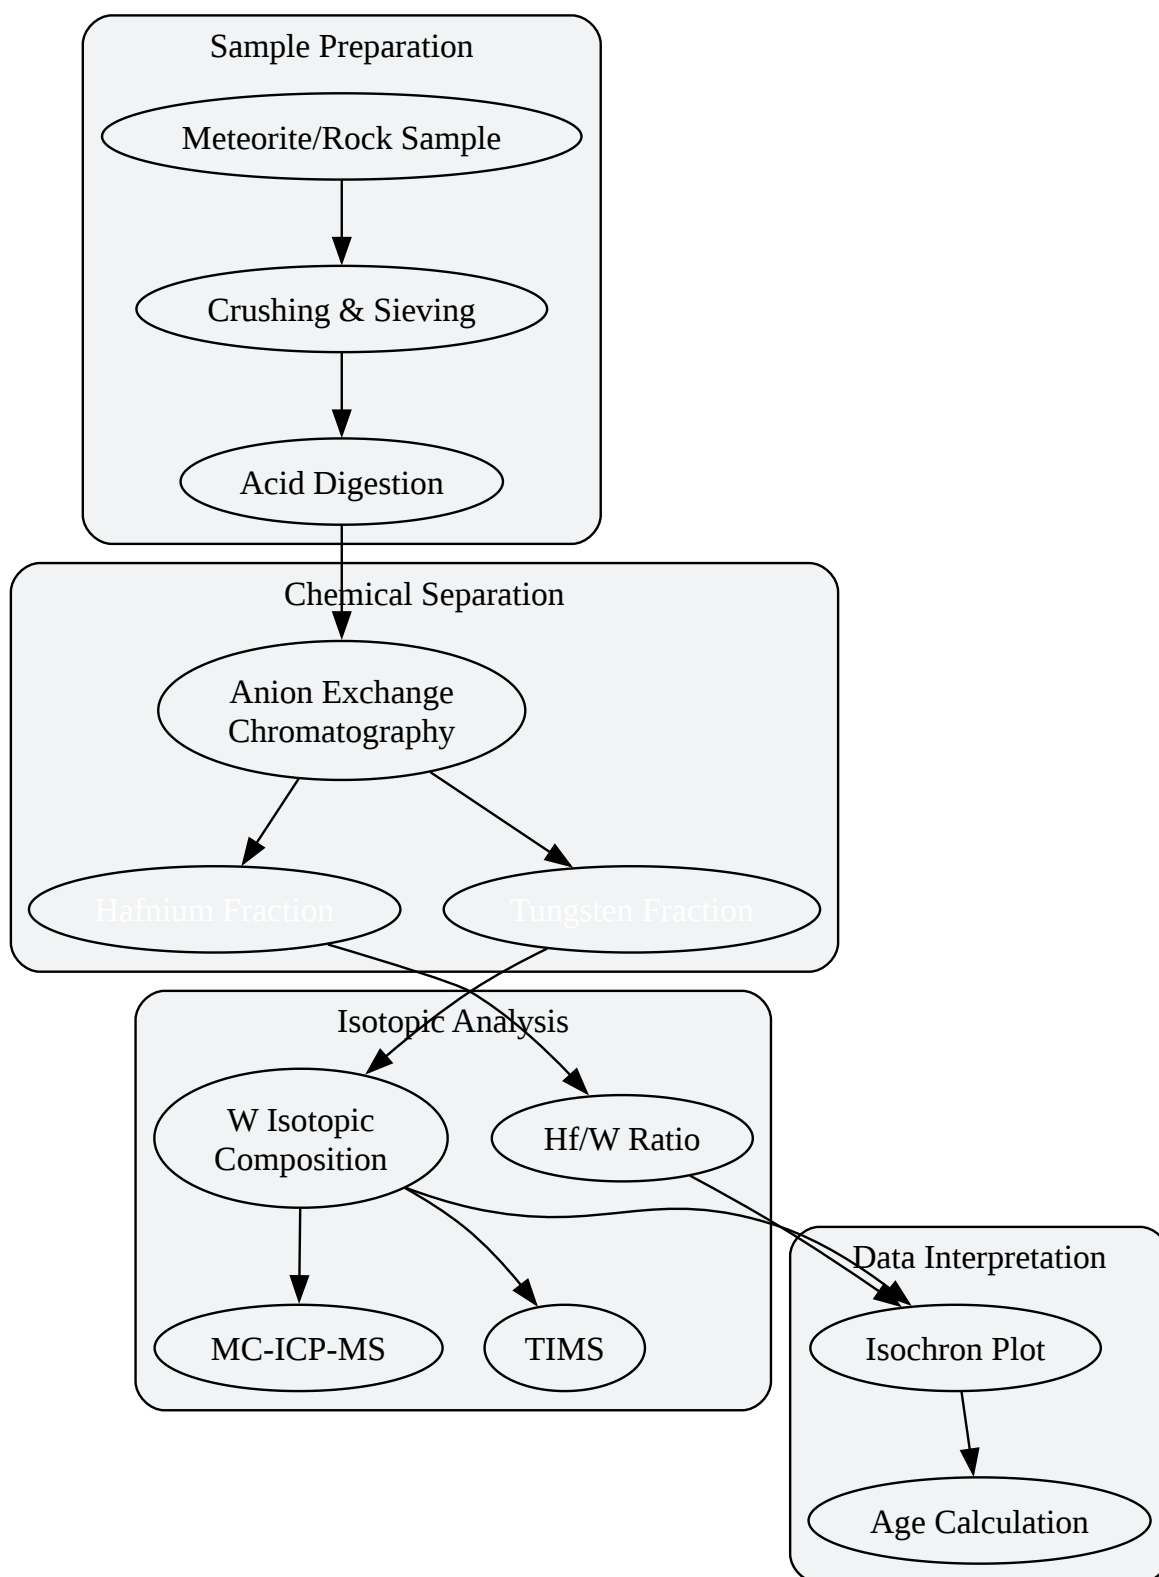 Sample Preparation
Meteorite/Rock Sample
Crushing & Sieving
Acid Digestion
Chemical Separation
Anion Exchange
Chromatography
Hafnium Fraction
Tungsten Fraction
Isotopic Analysis
W Isotopic
Composition
Hf/W Ratio
MC-ICP-MS
TIMS
Data Interpretation
Isochron Plot
Age Calculation